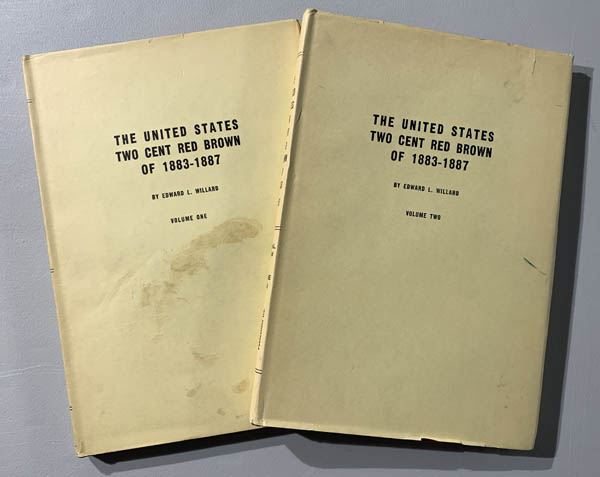 THE UNITED STATES
TWO CENT RED BROWN
OF 1883-1887
BY EDWARD L. WILLARD
VOLUME ONE
THE UNITED STATES
TWO CENT RED BROWN
OF 1883-1887
BY EDWARD L. WILLARD
VOLUME TWO